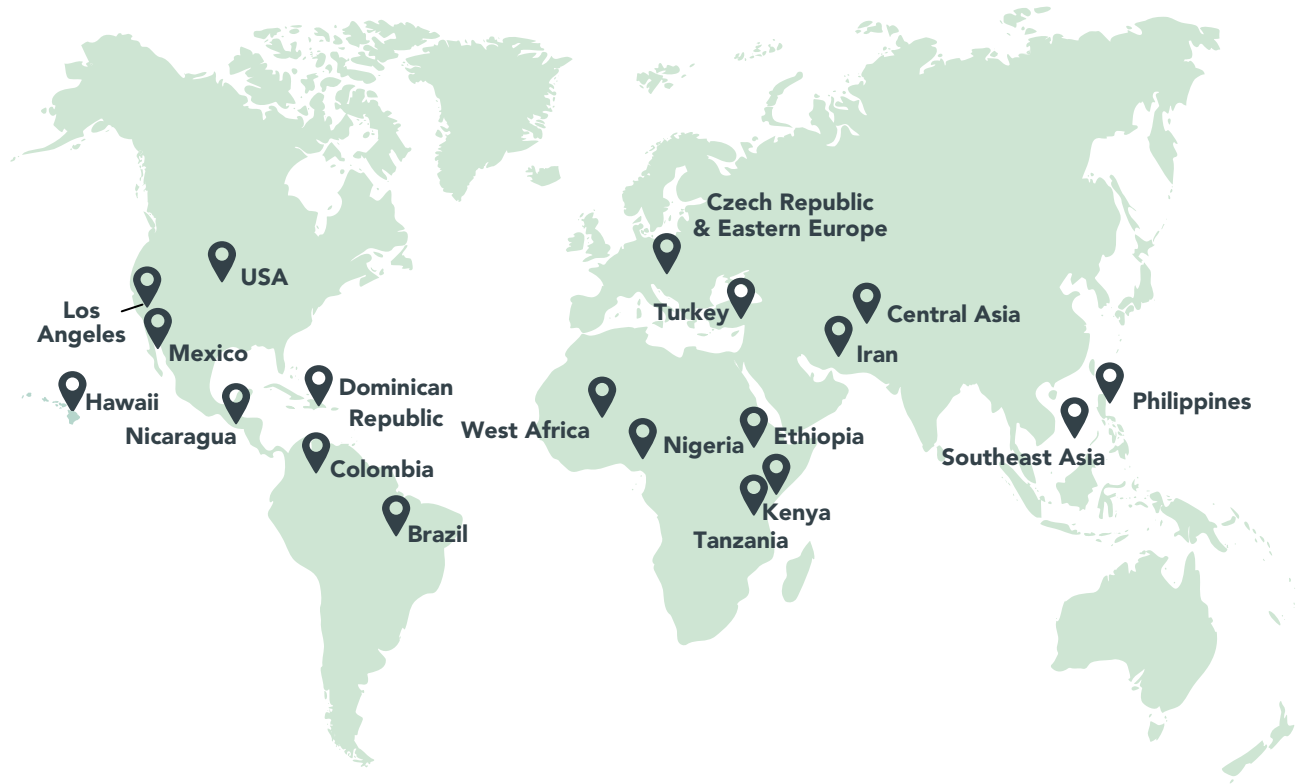 Czech Republic
& Eastern Europe
USA
Los
Angeles
Turkey
Central Asia
Mexico
Iran
Hawaii
Dominican
Republic
Philippines
Nicaragua
West Africa
Nigeria
Ethiopia
Southeast Asia
Colombia
Kenya
Brazil
Tanzania